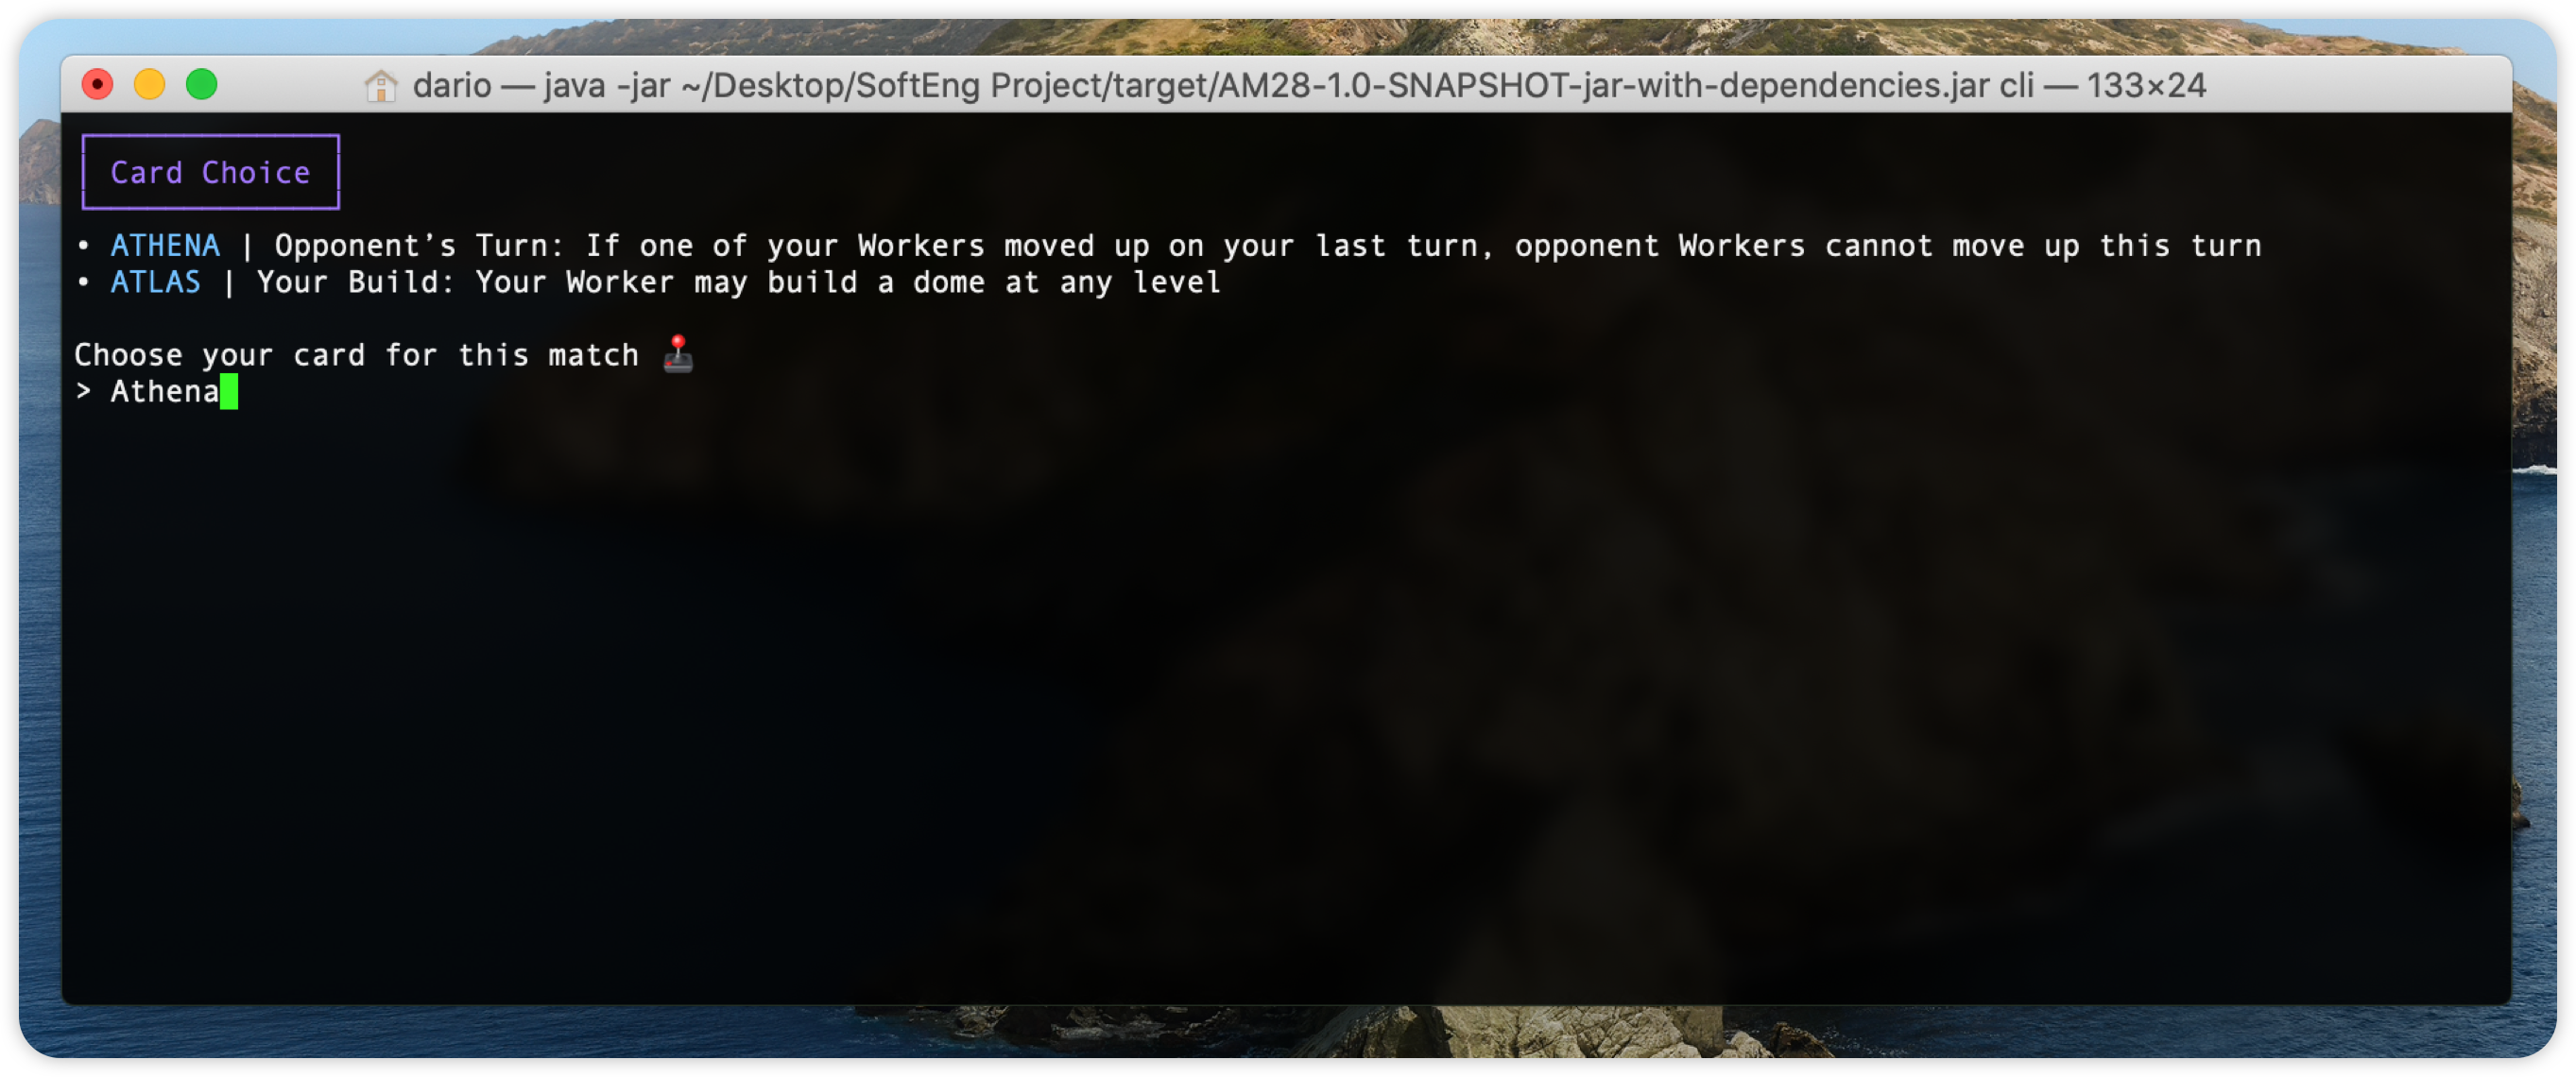 dario — java -jar ~/Desktop/SoftEng Project/target/AM28-1.0-SNAPSHOT-jar-with-dependencies.jar cli — 133×24
Card Choice
• ATHENA | Opponent’s Turn: If one of your Workers moved up on your last turn, opponent Workers cannot move up this turn
• ATLAS | Your Build: Your Worker may build a dome at any level
Choose your card for this match 🕹️
> Athena